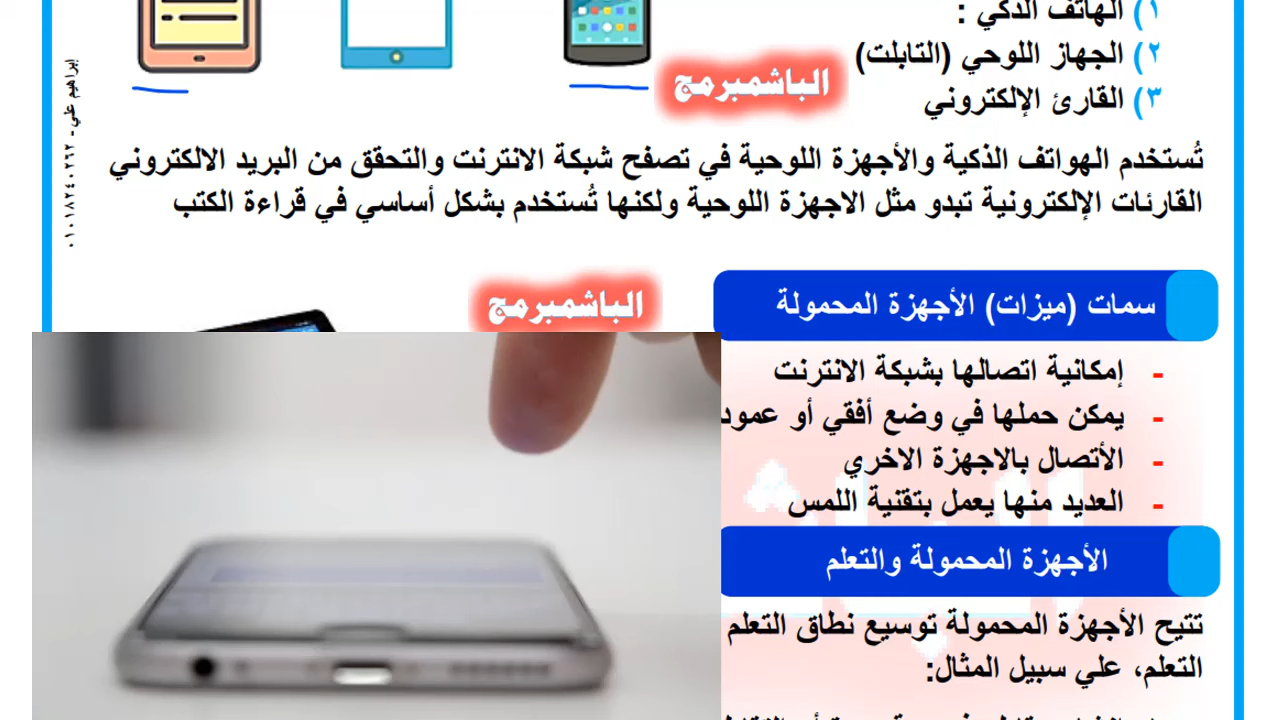 ١) الهاتف الذكي :
٢) الجهاز اللوحي (التابلت)
٣) القارئ الإلكتروني
الباشمبرمج
إبراهيم علي - ٠١٠١٨٢٤٠٢٦٢
تُستخدم الهواتف الذكية والأجهزة اللوحية في تصفح شبكة الانترنت والتحقق من البريد الالكتروني
القارئات الإلكترونية تبدو مثل الاجهزة اللوحية ولكنها تُستخدم بشكل أساسي في قراءة الكتب
سمات (ميزات) الأجهزة المحمولة
الباشمبرمج
- إمكانية اتصالها بشبكة الانترنت
- يمكن حملها في وضع أفقي أو عمود
- الأتصال بالاجهزة الاخري
- العديد منها يعمل بتقنية اللمس
الأجهزة المحمولة والتعلم
تتيح الأجهزة المحمولة توسيع نطاق التعلم
التعلم، علي سبيل المثال: